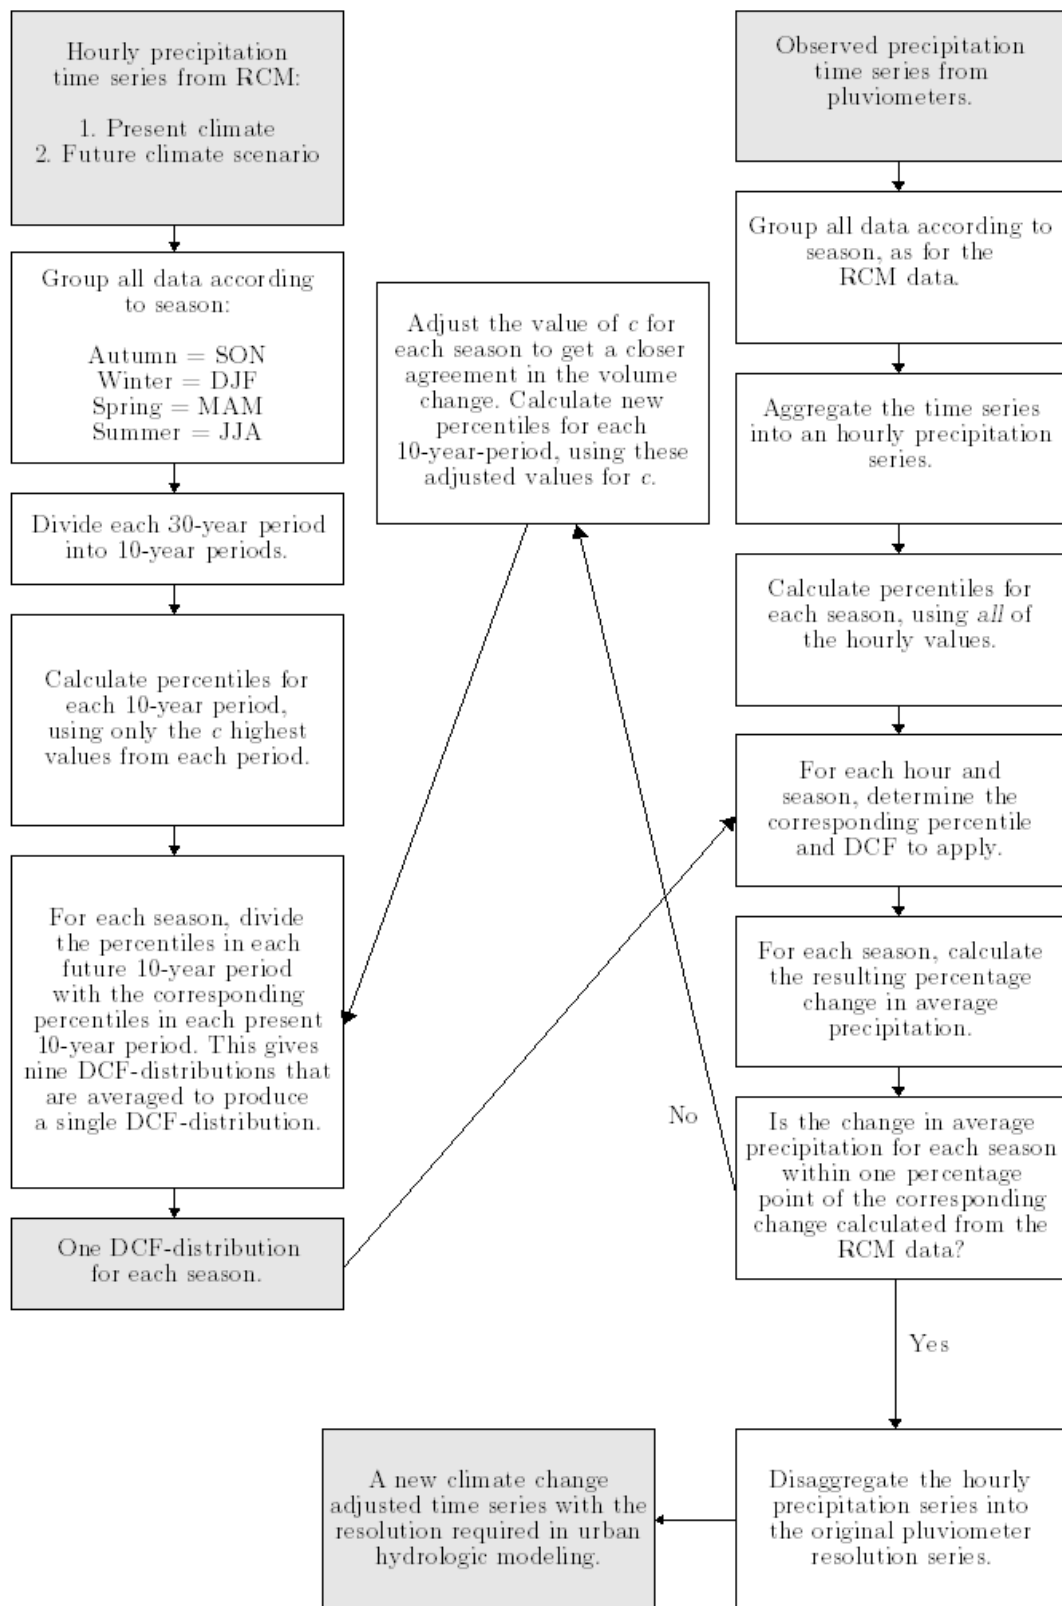 Hourly precipitation
time series from RCM:
1. Present climate
2. Future climate scenario
Group all data according
to season:
Autumn = SON
Winter = DJF
Spring = MAM
Summer = JJA
Divide each 30-year period
into 10-year periods.
Calculate percentiles for
each 10-year period,
using only the c highest
values from each period.
For each season, divide
the percentiles in each
future 10-year period
with the corresponding
percentiles in each present
10-year period. This gives
nine DCF-distributions that
are averaged to produce
a single DCF-distribution.
One DCF-distribution
for each season.
Adjust the value of c for
each season to get a closer
agreement in the volume
change. Calculate new
percentiles for each
10-year-period, using these
adjusted values for c.
Observed precipitation
time series from
pluviometers.
Group all data according to
season, as for the
RCM data.
Aggregate the time series
into an hourly precipitation
series.
Calculate percentiles for
each season, using all of
the hourly values.
For each hour and
season, determine the
corresponding percentile
and DCF to apply.
For each season, calculate
the resulting percentage
change in average
precipitation.
Is the change in average
precipitation for each season
within one percentage
point of the corresponding
change calculated from the
RCM data?
No
Yes
Disaggregate the hourly
precipitation series into
the original pluviometer
resolution series.
A new climate change
adjusted time series with the
resolution required in urban
hydrologic modeling.